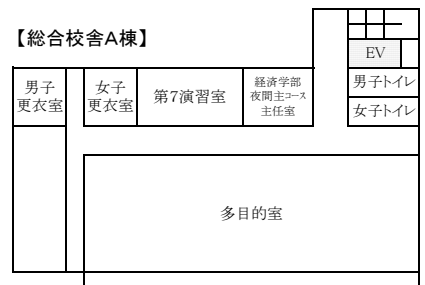 【総合校舎A棟】
EV
男子
更衣室
女子
更衣室
第7演習室
経済学部
夜間主コース
主任室
男子トイレ
女子トイレ
多目的室